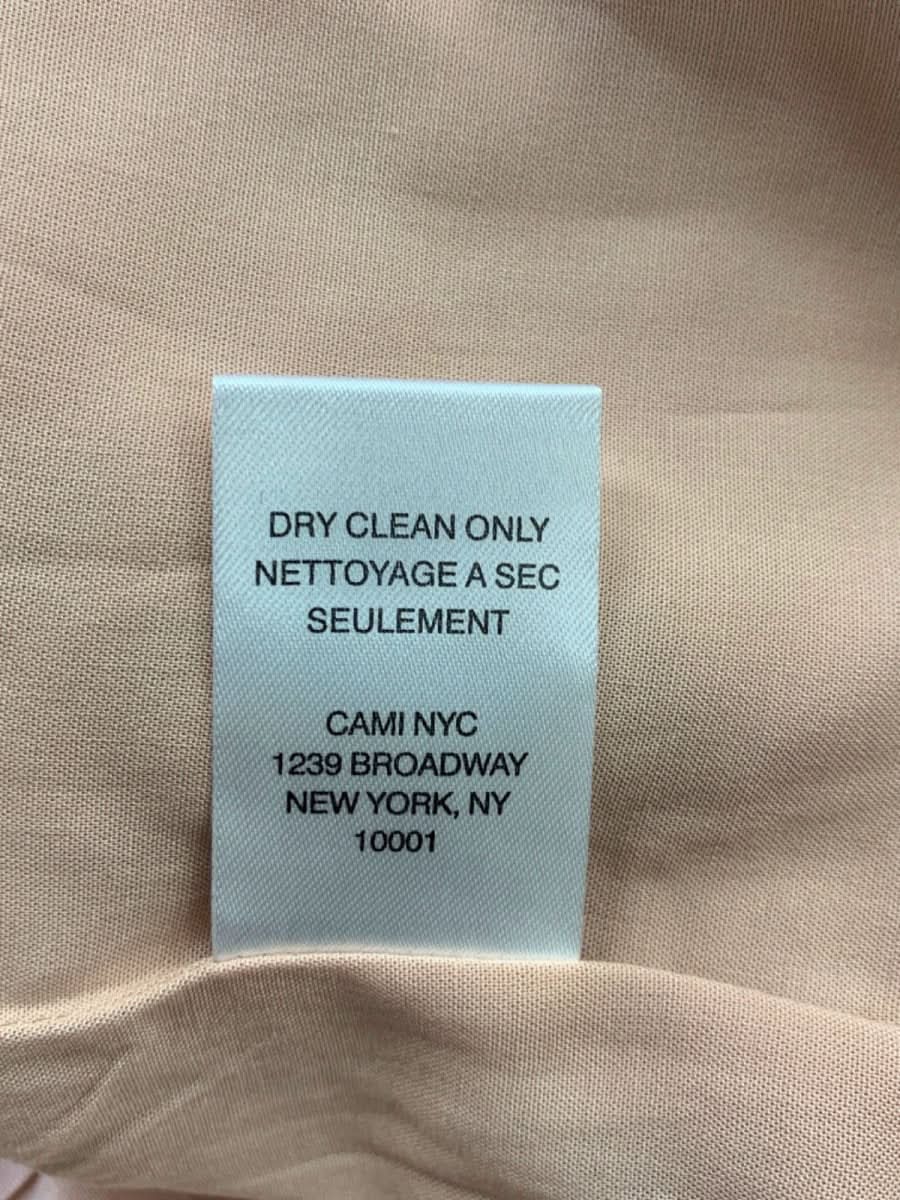 DRY CLEAN ONLY
NETTOYAGE A SEC
SEULEMENT
CAMI NYC
1239 BROADWAY
NEW YORK, NY
10001